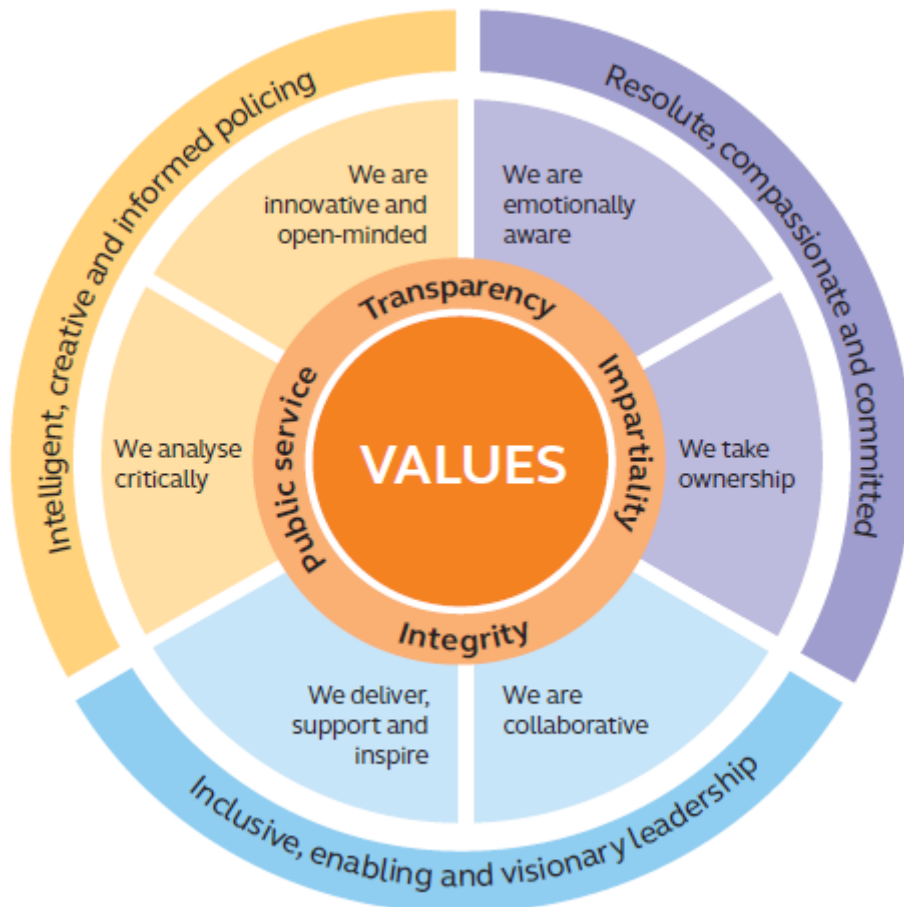 Intelligent, creative and informed policing
Resolute, compassionate and committed
We are
innovative and
open-minded
We are
emotionally
aware
Transparency
Public service
Impartiality
We analyse
critically
VALUES
We take
ownership
Integrity
We deliver,
support and
inspire
We are
collaborative
Inclusive, enabling and visionary leadership